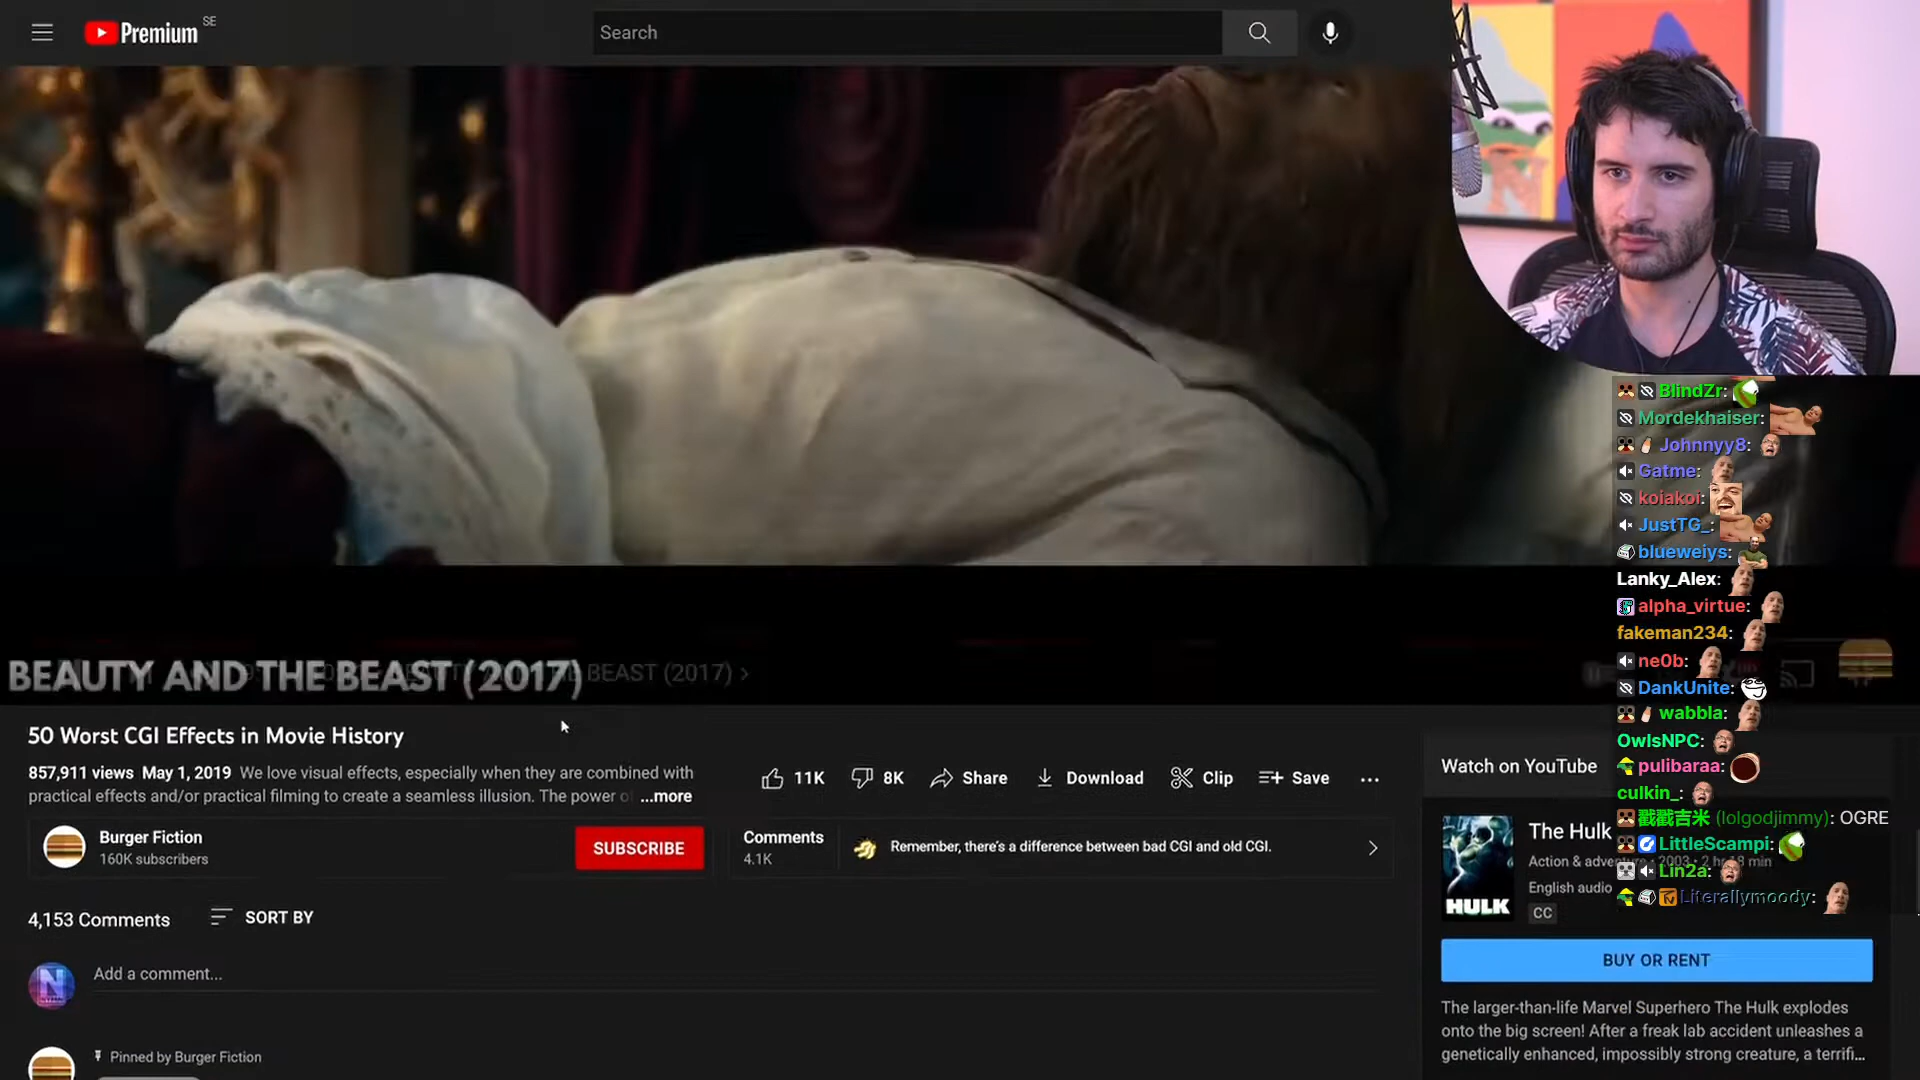 Premium SE
Search
BEAUTY AND THE BEAST (2017)
BEAST (2017) >
50 Worst CGI Effects in Movie History
857,911 views May 1, 2019 We love visual effects, especially when they are combined with
practical effects and/or practical filming to create a seamless illusion. The power o ...more
11K
8K
Share
Download
Clip
Save
Burger Fiction
160K subscribers
SUBSCRIBE
Comments
4.1K
Remember, there's a difference between bad CGI and old CGI.
4,153 Comments
SORT BY
Add a comment...
Pinned by Burger Fiction
Watch on YouTube
HULK
The Hulk
Action & adventure • 2003 • 2 hr 18 min
English audio
CC
BUY OR RENT
The larger-than-life Marvel Superhero The Hulk explodes
onto the big screen! After a freak lab accident unleashes a
genetically enhanced, impossibly strong creature, a terrifi...
BlindZr:
Mordekhaiser:
Johnnyy8:
Gatme:
koiakoi:
JustTG_:
blueweiys:
Lanky_Alex:
alpha_virtue:
fakeman234:
ne0b:
DankUnite:
wabbla:
OwlsNPC:
pulibaraa:
culkin_:
戳戳吉米 (lolgodjimmy): OGRE
LittleScampi:
Lin2a:
Literallymoody: